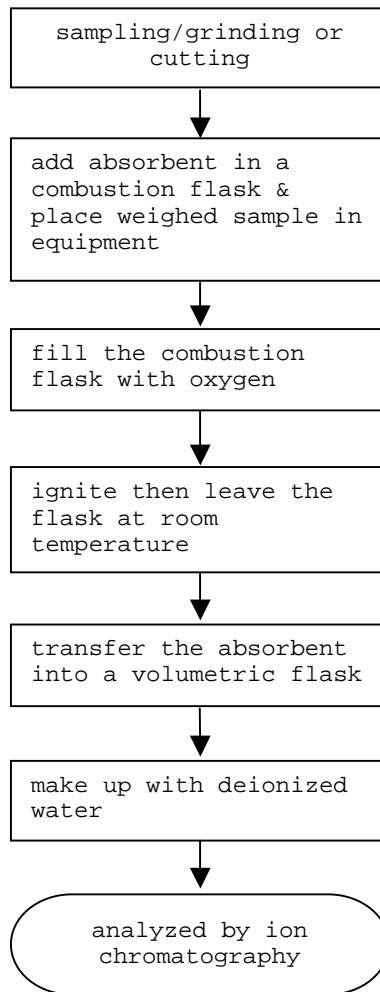 sampling/grinding or
cutting
add absorbent in a
combustion flask &
place weighed sample in
equipment
fill the combustion
flask with oxygen
ignite then leave the
flask at room
temperature
transfer the absorbent
into a volumetric flask
make up with deionized
water
analyzed by ion
chromatography